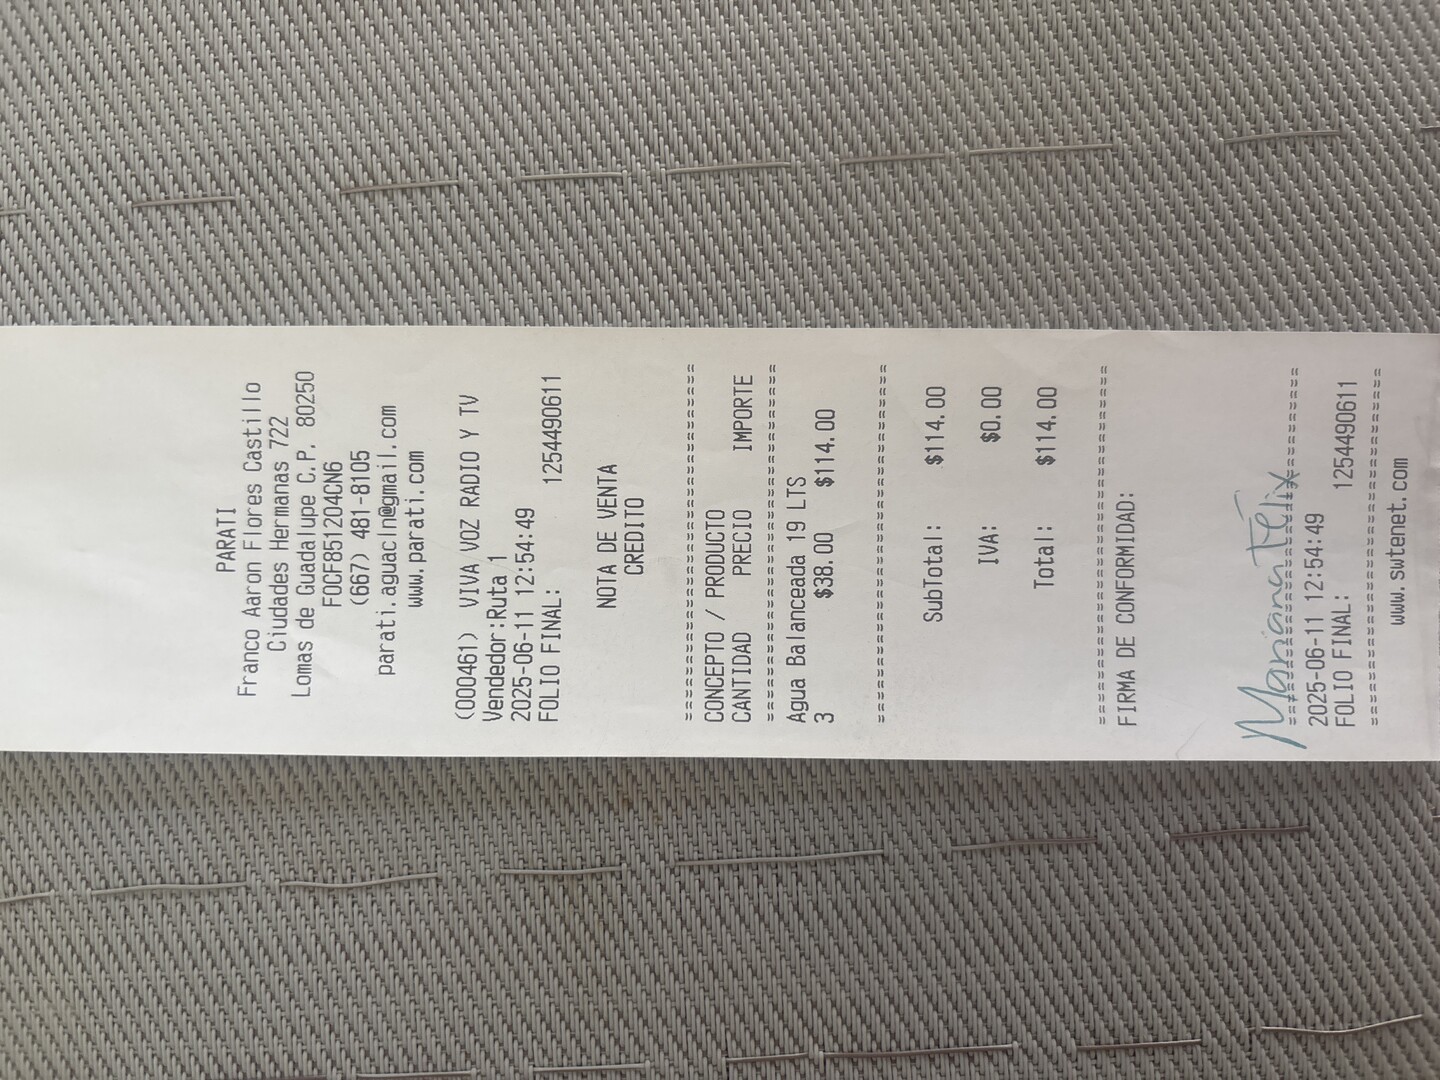 PARATI
Franco Aaron Flores Castillo
Ciudades Hermanas 722
Lomas de Guadalupe C.P. 80250
FOCF851204CN6
(667) 481-8105
parati.aguacln@gmail.com
www.parati.com
(000461) VIVA VOZ RADIO Y TV
Vendedor:Ruta 1
2025-06-11 12:54:49
FOLIO FINAL: 1254490611
NOTA DE VENTA
CREDITO
==============================
CONCEPTO / PRODUCTO
CANTIDAD PRECIO IMPORTE
==============================
Agua Balanceada 19 LTS
3 $38.00 $114.00
==============================
SubTotal: $114.00
IVA: $0.00
Total: $114.00
==============================
FIRMA DE CONFORMIDAD:
Mariana Félix
==============================
2025-06-11 12:54:49
FOLIO FINAL: 1254490611
==============================
www.swtenet.com